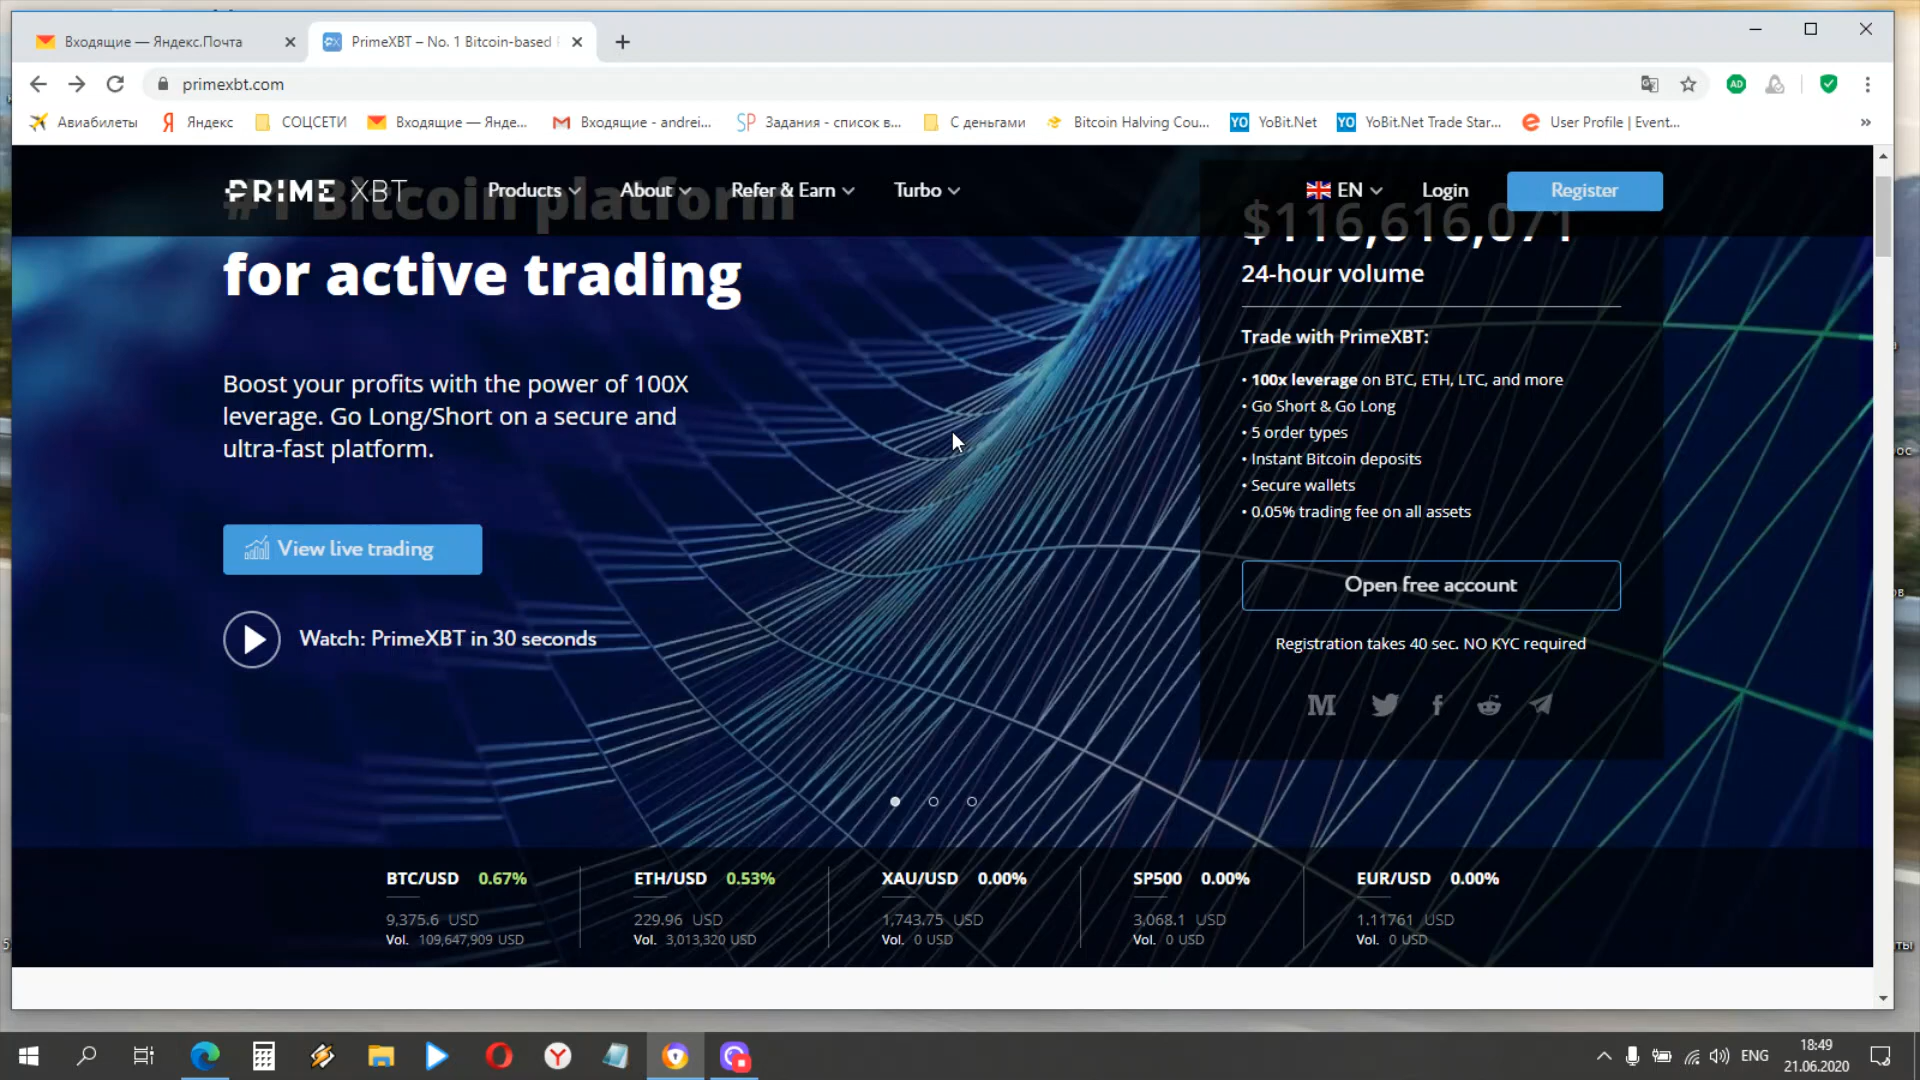 Входящие — Яндекс.Почта
PrimeXBT – No. 1 Bitcoin-based
primexbt.com
Авиабилеты
Яндекс
СОЦСЕТИ
Входящие — Янде...
Входящие - andrei...
Задания - список в...
С деньгами
Bitcoin Halving Cou...
YoBit.Net
YoBit.Net Trade Star...
User Profile | Event...
PRIME XBT
Products
About
Refer & Earn
Turbo
EN
Login
Register
#1 Bitcoin platform
for active trading
Boost your profits with the power of 100X
leverage. Go Long/Short on a secure and
ultra-fast platform.
View live trading
Watch: PrimeXBT in 30 seconds
$116,616,071
24-hour volume
Trade with PrimeXBT:
• 100x leverage on BTC, ETH, LTC, and more
• Go Short & Go Long
• 5 order types
• Instant Bitcoin deposits
• Secure wallets
• 0.05% trading fee on all assets
Open free account
Registration takes 40 sec. NO KYC required
BTC/USD 0.67%
9,375.6 USD
Vol. 109,647,909 USD
ETH/USD 0.53%
229.96 USD
Vol. 3,013,320 USD
XAU/USD 0.00%
1,743.75 USD
Vol. 0 USD
SP500 0.00%
3,068.1 USD
Vol. 0 USD
EUR/USD 0.00%
1.11761 USD
Vol. 0 USD
ENG
18:49
21.06.2020